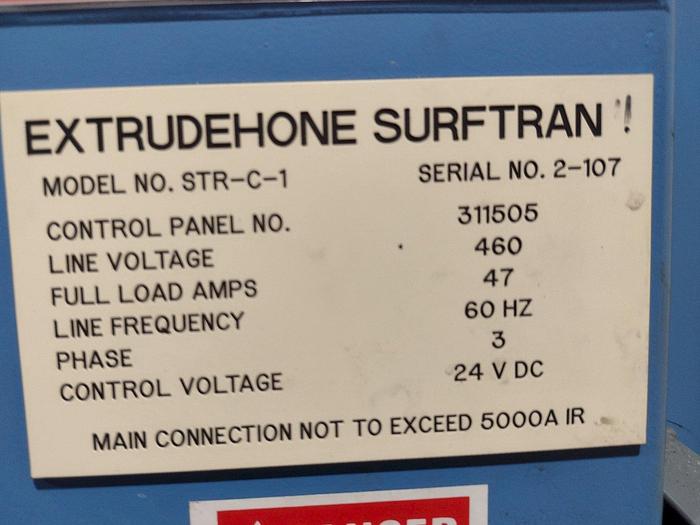 EXTRUDEHONE SURFTRAN
MODEL NO. STR-C-1 SERIAL NO. 2-107
CONTROL PANEL NO. 311505
LINE VOLTAGE 460
FULL LOAD AMPS 47
LINE FREQUENCY 60 HZ
PHASE 3
CONTROL VOLTAGE 24 V DC
MAIN CONNECTION NOT TO EXCEED 5000A IR